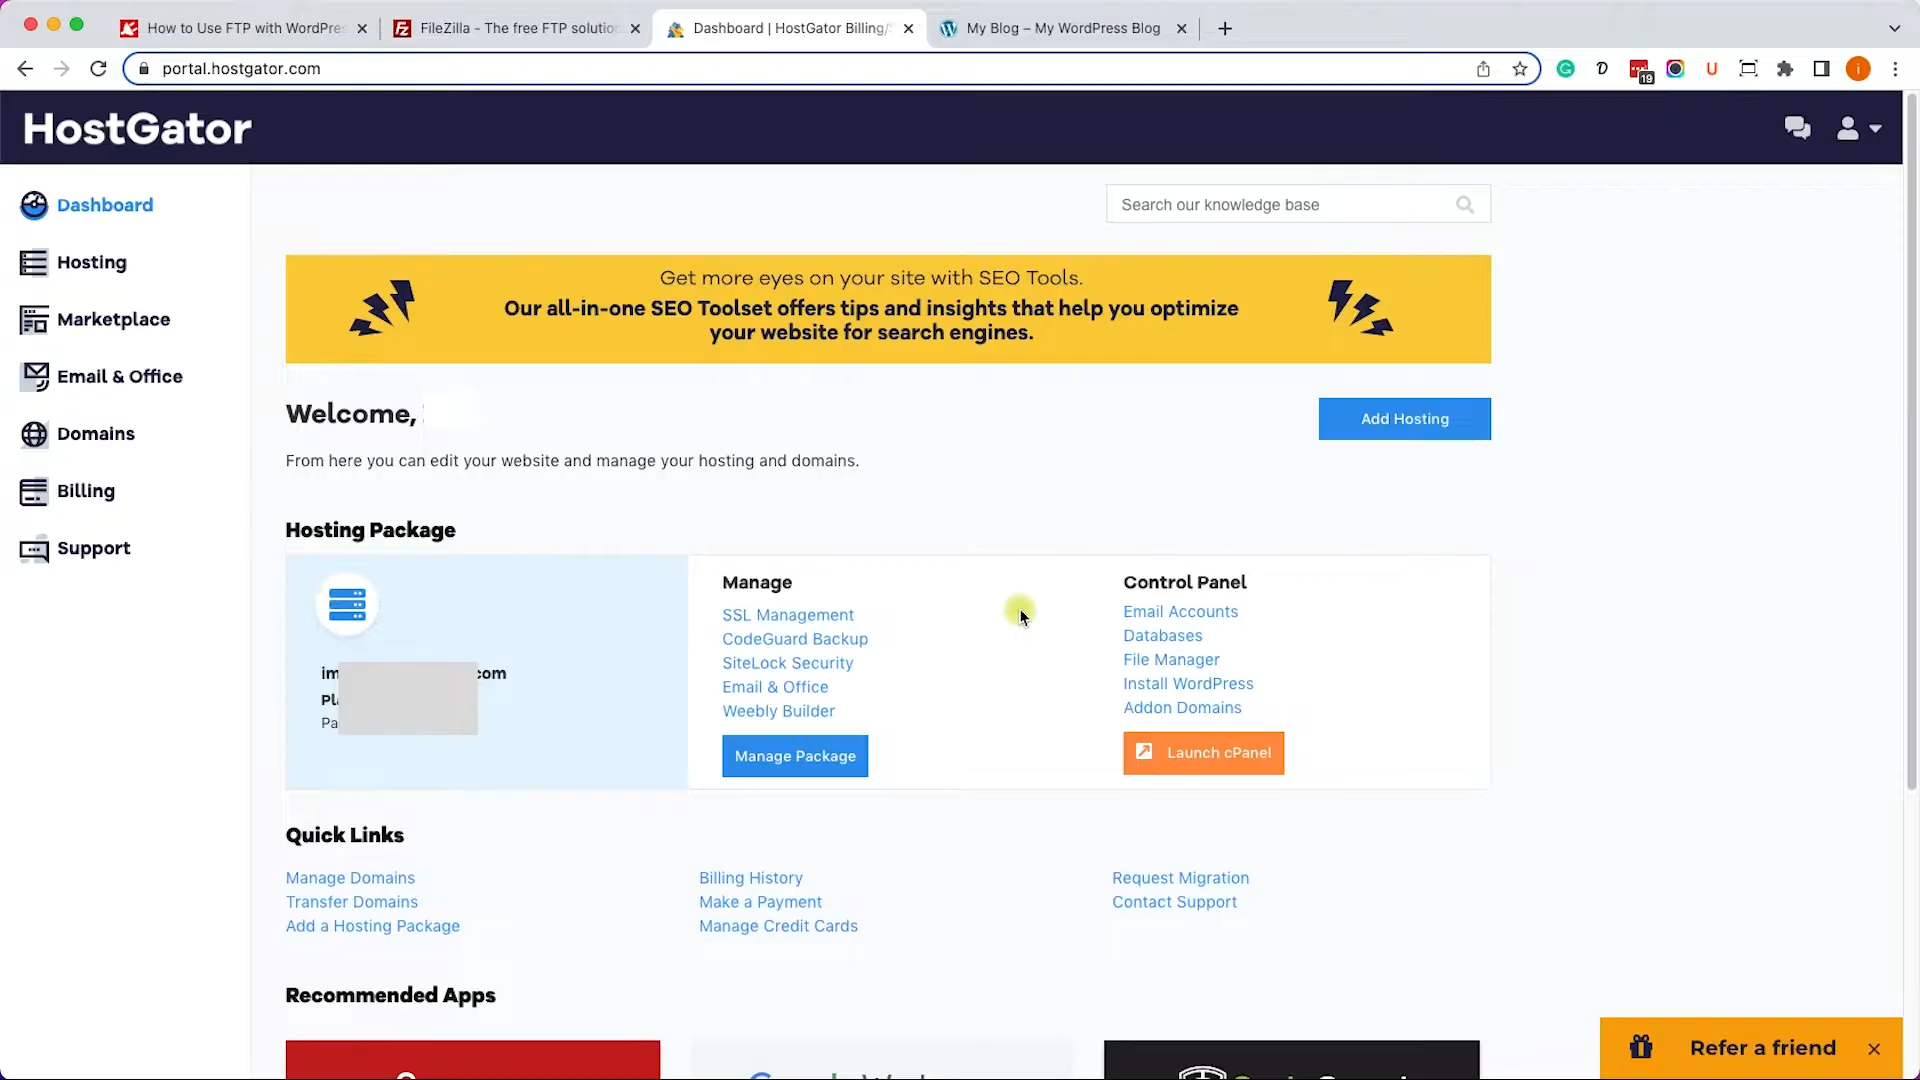 How to Use FTP with WordPres
FileZilla - The free FTP solution
Dashboard | HostGator Billing/
My Blog – My WordPress Blog
portal.hostgator.com
19
i
HostGator
Dashboard
Hosting
Marketplace
Email & Office
Domains
Billing
Support
Search our knowledge base
Get more eyes on your site with SEO Tools.
Our all-in-one SEO Toolset offers tips and insights that help you optimize
your website for search engines.
Welcome,
Add Hosting
From here you can edit your website and manage your hosting and domains.
Hosting Package
im com
Pl
Pa
Manage
SSL Management
CodeGuard Backup
SiteLock Security
Email & Office
Weebly Builder
Manage Package
Control Panel
Email Accounts
Databases
File Manager
Install WordPress
Addon Domains
Launch cPanel
Quick Links
Manage Domains
Transfer Domains
Add a Hosting Package
Billing History
Make a Payment
Manage Credit Cards
Request Migration
Contact Support
Recommended Apps
Refer a friend